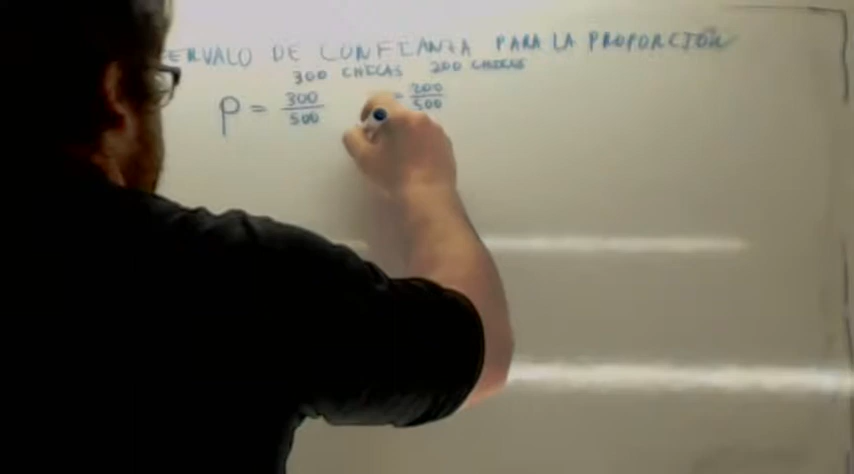 ERVALO DE CONFIANZA PARA LA PROPORCIÓN
300 CHICAS 200 CHICOS
P = 300/500 = 200/500